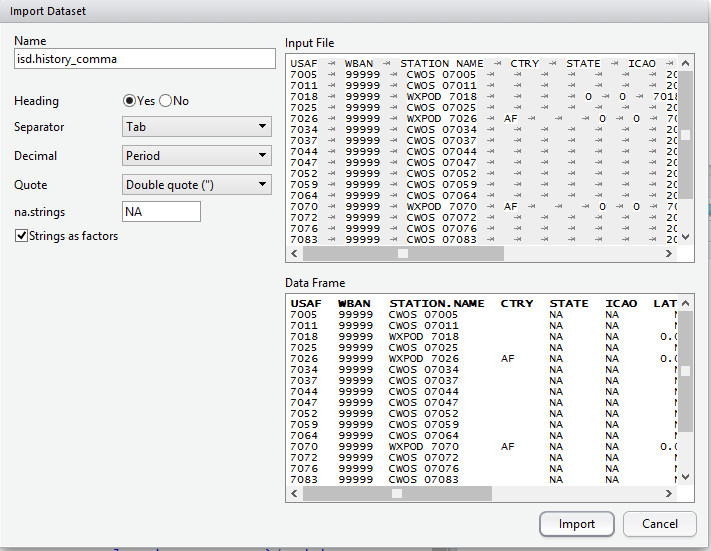 Import Dataset
Name
isd.history_comma
Heading Yes No
Separator Tab
Decimal Period
Quote Double quote (")
na.strings NA
Strings as factors
Input File
USAF → WBAN → STATION NAME → CTRY → STATE → ICAO →
7005 → 99999 → CWOS 07005 → → → → → 20
7011 → 99999 → CWOS 07011 → → → → → 20
7018 → 99999 → WXPOD 7018 → → → → 0 → 0 → 7018
7025 → 99999 → CWOS 07025 → → → → → 20
7026 → 99999 → WXPOD 7026 → AF → → → 0 → 0 → 70
7034 → 99999 → CWOS 07034 → → → → → 20
7037 → 99999 → CWOS 07037 → → → → → 20
7044 → 99999 → CWOS 07044 → → → → → 20
7047 → 99999 → CWOS 07047 → → → → → 20
7052 → 99999 → CWOS 07052 → → → → → 20
7059 → 99999 → CWOS 07059 → → → → → 20
7064 → 99999 → CWOS 07064 → → → → → 20
7070 → 99999 → WXPOD 7070 → AF → → → 0 → 0 → 70
7072 → 99999 → CWOS 07072 → → → → → 20
7076 → 99999 → CWOS 07076 → → → → → 20
7083 → 99999 → CWOS 07083 → → → → → 20
Data Frame
USAF WBAN STATION.NAME CTRY STATE ICAO LAT
7005 99999 CWOS 07005 NA NA
7011 99999 CWOS 07011 NA NA
7018 99999 WXPOD 7018 NA NA 0.0
7025 99999 CWOS 07025 NA NA
7026 99999 WXPOD 7026 AF NA NA 0.0
7034 99999 CWOS 07034 NA NA
7037 99999 CWOS 07037 NA NA
7044 99999 CWOS 07044 NA NA
7047 99999 CWOS 07047 NA NA
7052 99999 CWOS 07052 NA NA
7059 99999 CWOS 07059 NA NA
7064 99999 CWOS 07064 NA NA
7070 99999 WXPOD 7070 AF NA NA 0.0
7072 99999 CWOS 07072 NA NA
7076 99999 CWOS 07076 NA NA
7083 99999 CWOS 07083 NA NA
Import Cancel